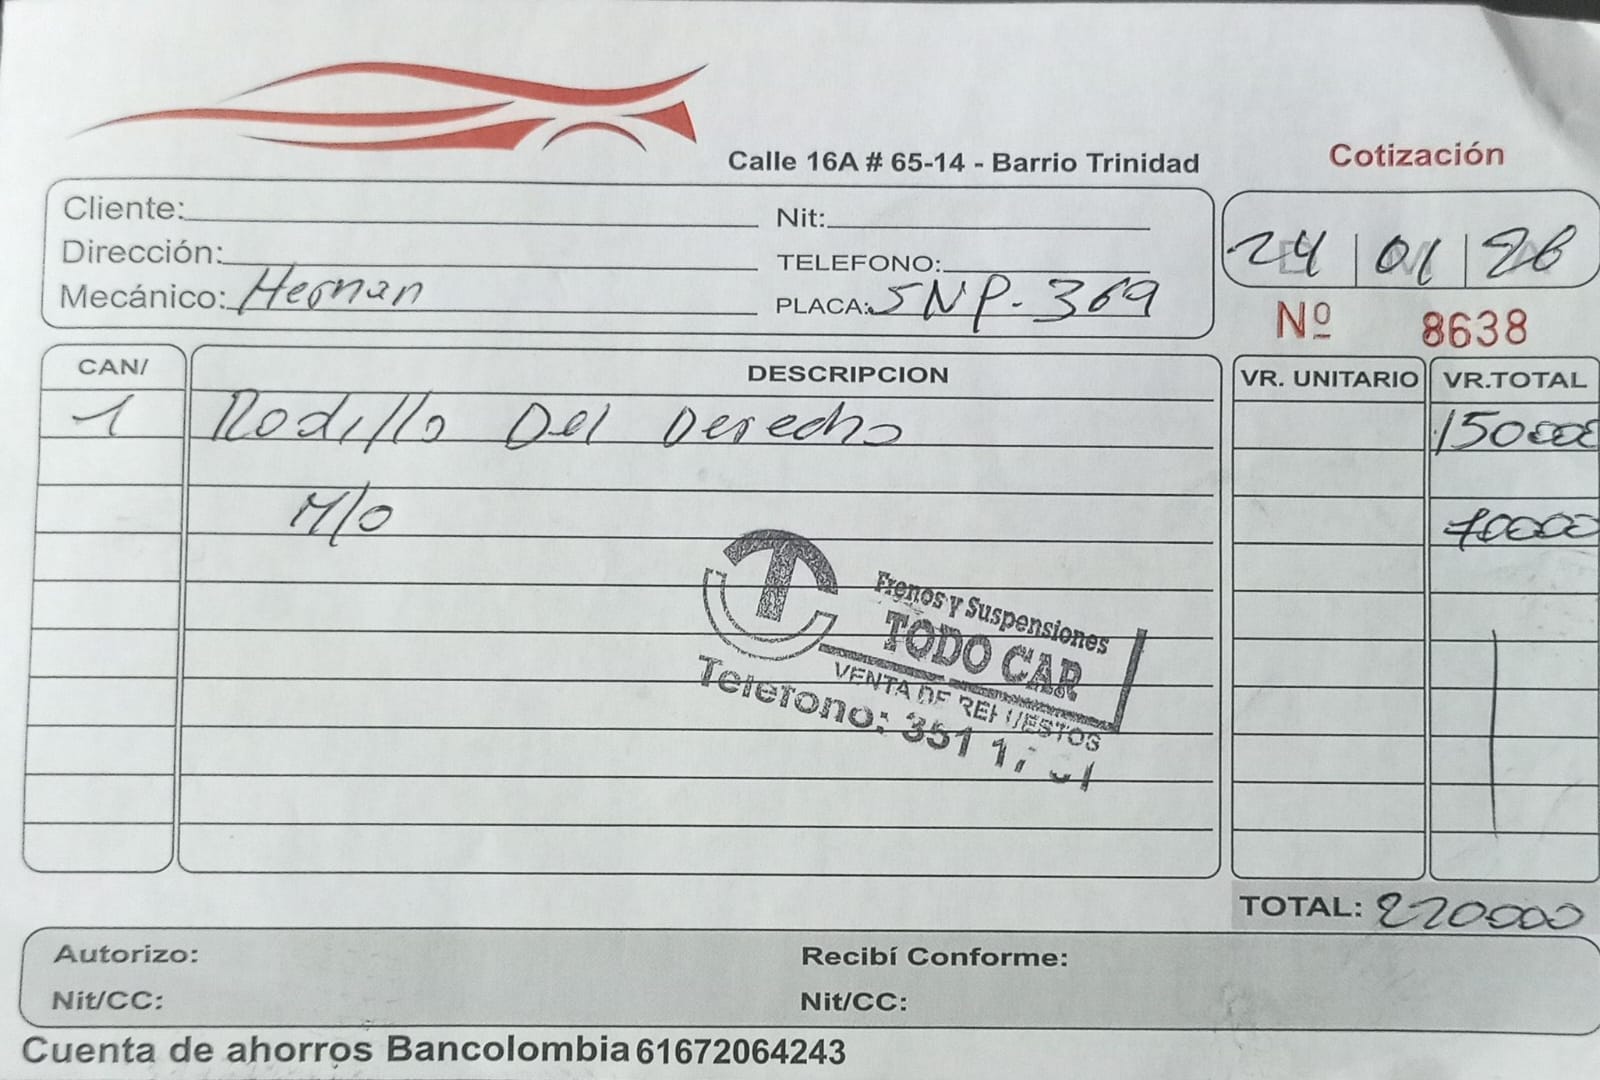 Calle 16A # 65-14 - Barrio Trinidad
Cotización
Cliente:
Nit:
Dirección:
TELEFONO:
Mecánico: Hernan
PLACA: SNP-369
24 | 01 | 26
Nº 8638
CAN/ DESCRIPCION VR. UNITARIO VR.TOTAL
1 Rodillo Del Derecho 150000
M/O 70000
Frenos y Suspensiones
TODO CAR
VENTA DE REPUESTOS
Telefono: 351
TOTAL: 220000
Autorizo:
Recibí Conforme:
Nit/CC:
Nit/CC:
Cuenta de ahorros Bancolombia 61672064243